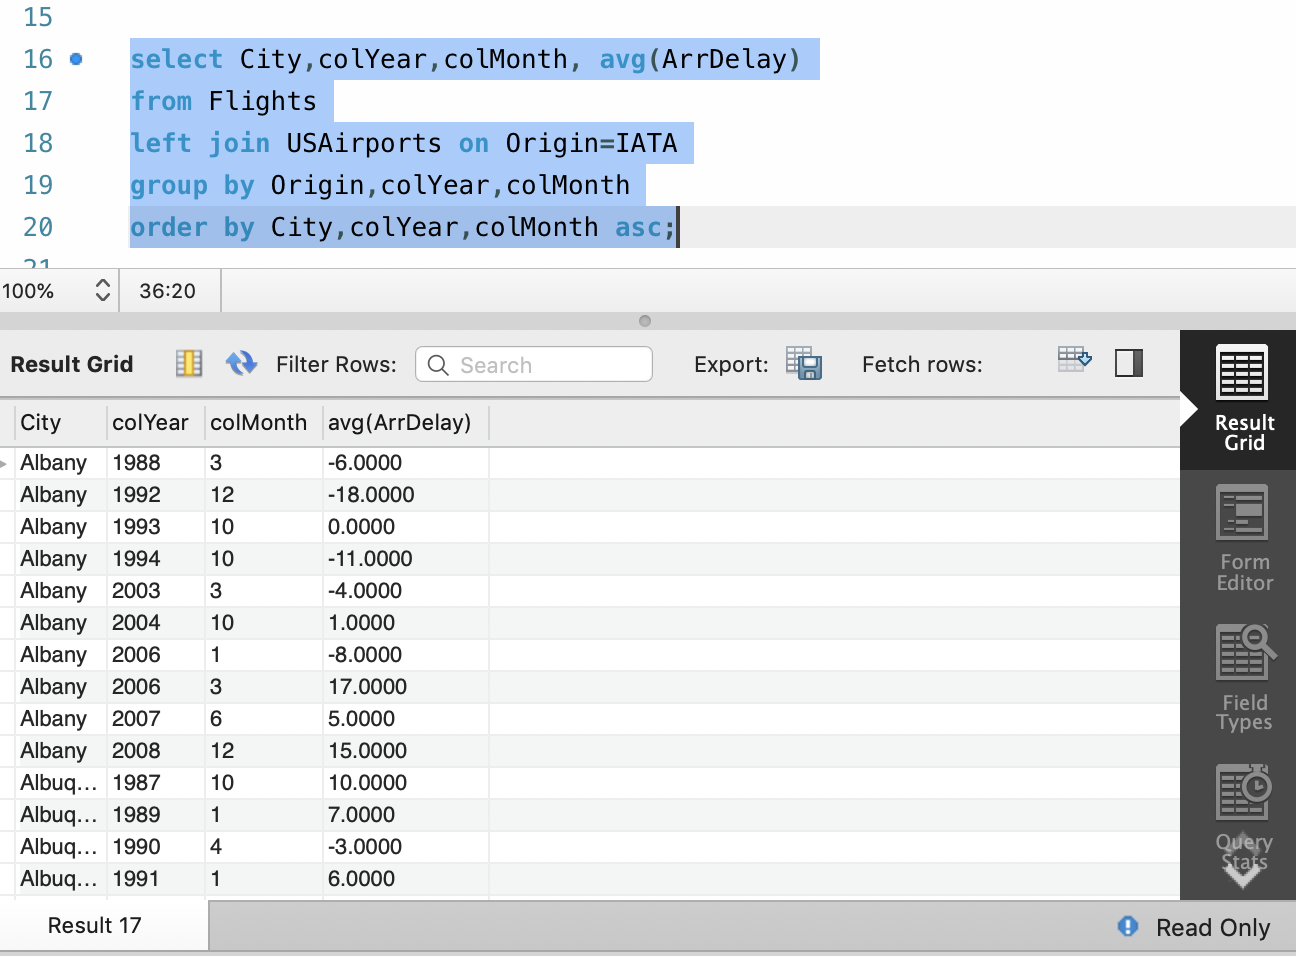 15
16 select City,colYear,colMonth, avg(ArrDelay)
17 from Flights
18 left join USAirports on Origin=IATA
19 group by Origin,colYear,colMonth
20 order by City,colYear,colMonth asc;
21
100% 36:20
Result Grid Filter Rows: Search Export: Fetch rows:
City colYear colMonth avg(ArrDelay)
Albany 1988 3 -6.0000
Albany 1992 12 -18.0000
Albany 1993 10 0.0000
Albany 1994 10 -11.0000
Albany 2003 3 -4.0000
Albany 2004 10 1.0000
Albany 2006 1 -8.0000
Albany 2006 3 17.0000
Albany 2007 6 5.0000
Albany 2008 12 15.0000
Albuq... 1987 10 10.0000
Albuq... 1989 1 7.0000
Albuq... 1990 4 -3.0000
Albuq... 1991 1 6.0000
Result
Grid
Form
Editor
Field
Types
Query
Stats
Result 17 Read Only